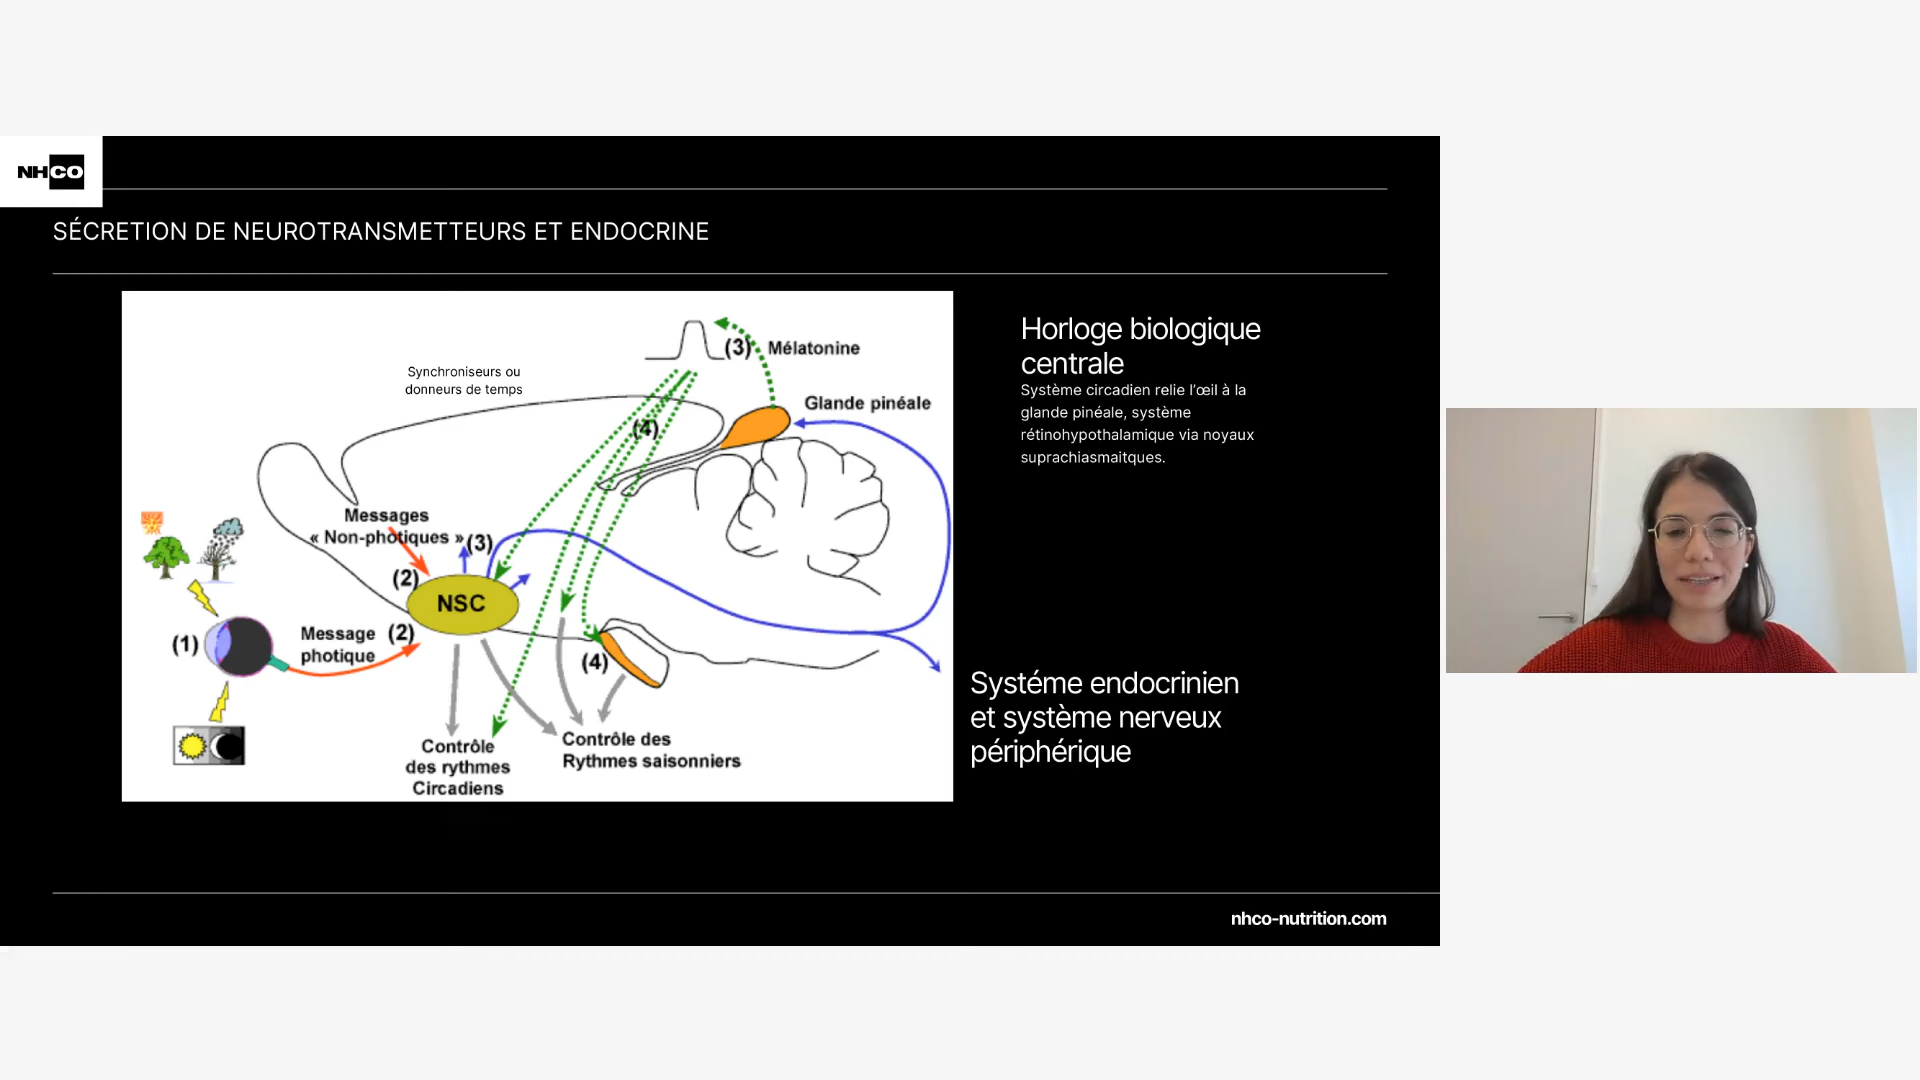 NHCO
SÉCRETION DE NEUROTRANSMETTEURS ET ENDOCRINE
Synchroniseurs ou
donneurs de temps
(3) Mélatonine
Glande pinéale
(4)
Messages
« Non-photiques »
(3)
(2)
NSC
(1)
Message
photique
(2)
(4)
Contrôle
des rythmes
Circadiens
Contrôle des
Rythmes saisonniers
Horloge biologique
centrale
Système circadien relie l’œil à la
glande pinéale, système
rétinohypothalamique via noyaux
suprachiasmaitques.
Systéme endocrinien
et système nerveux
périphérique
nhco-nutrition.com